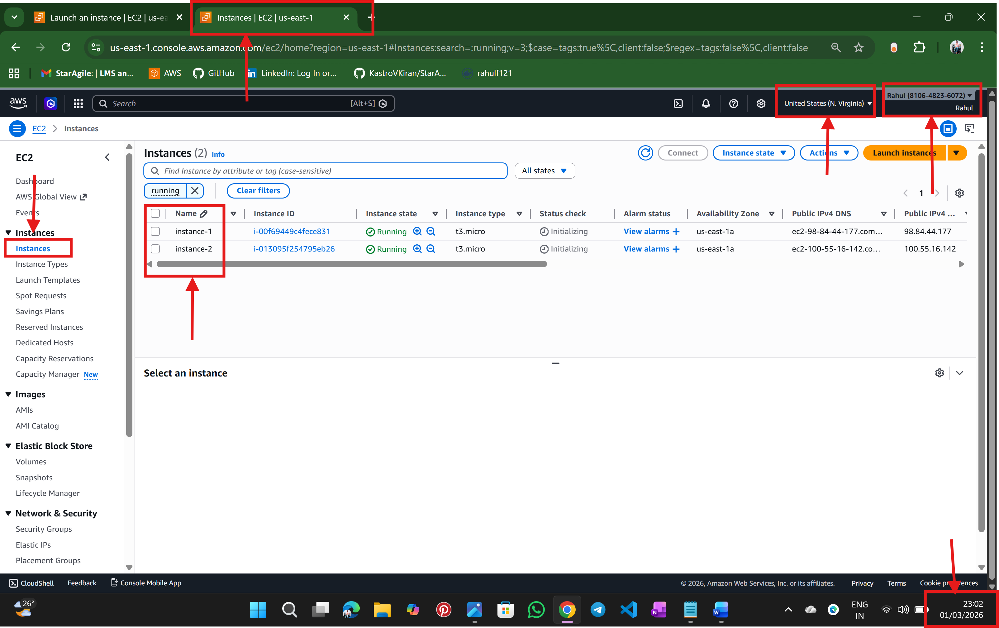 Launch an instance | EC2 | us-ea
Instances | EC2 | us-east-1
us-east-1.console.aws.amazon.com/ec2/home?region=us-east-1#Instances:search=:running;v=3;$case=tags:true%5C,client:false;$regex=tags:false%5C,client:false
StarAgile: | LMS an... AWS GitHub LinkedIn: Log In or... KastroVKiran/StarA... rahulf121
aws Search [Alt+S] United States (N. Virginia) Rahul (8106-4823-6072)
Rahul
EC2 Instances
EC2
Dashboard
AWS Global View
Events
Instances
Instances
Instance Types
Launch Templates
Spot Requests
Savings Plans
Reserved Instances
Dedicated Hosts
Capacity Reservations
Capacity Manager New
Images
AMIs
AMI Catalog
Elastic Block Store
Volumes
Snapshots
Lifecycle Manager
Network & Security
Security Groups
Elastic IPs
Placement Groups
Instances (2) Info
Connect Instance state Actions Launch instances
Find Instance by attribute or tag (case-sensitive) All states
running Clear filters
1
Name Instance ID Instance state Instance type Status check Alarm status Availability Zone Public IPv4 DNS Public IPv4 ...
instance-1 i-00f69449c4fece831 Running t3.micro Initializing View alarms + us-east-1a ec2-98-84-44-177.com... 98.84.44.177
instance-2 i-013095f254795eb26 Running t3.micro Initializing View alarms + us-east-1a ec2-100-55-16-142.co... 100.55.16.142
Select an instance
CloudShell Feedback Console Mobile App © 2026, Amazon Web Services, Inc. or its affiliates. Privacy Terms Cookie preferences
26°
ENG
IN
23:02
01/03/2026